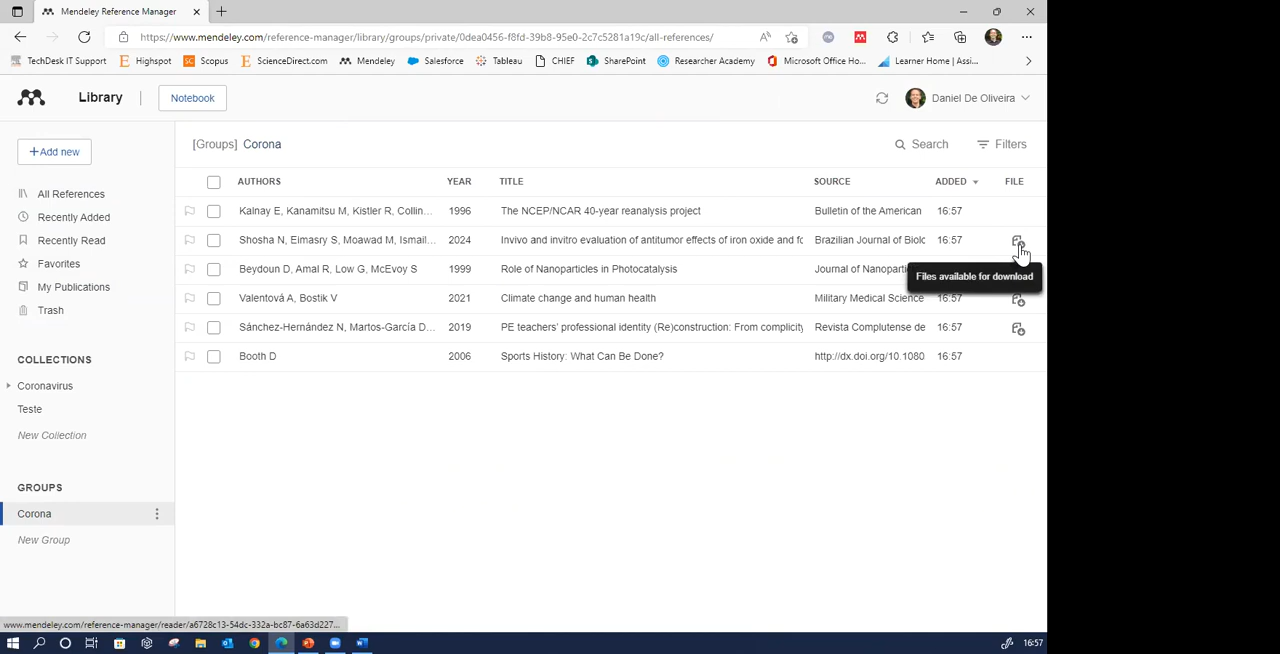 Mendeley Reference Manager
https://www.mendeley.com/reference-manager/library/groups/private/0dea0456-f8fd-39b8-95e0-2c7c5281a19c/all-references/
TechDesk IT Support Highspot Scopus ScienceDirect.com Mendeley Salesforce Tableau CHIEF SharePoint Researcher Academy Microsoft Office Ho... Learner Home | Assi...
Library Notebook Daniel De Oliveira
+Add new
All References
Recently Added
Recently Read
Favorites
My Publications
Trash
COLLECTIONS
Coronavirus
Teste
New Collection
GROUPS
Corona
New Group
[Groups] Corona Search Filters
AUTHORS YEAR TITLE SOURCE ADDED FILE
Kalnay E, Kanamitsu M, Kistler R, Collin... 1996 The NCEP/NCAR 40-year reanalysis project Bulletin of the American 16:57
Shosha N, Elmasry S, Moawad M, Ismail... 2024 Invivo and invitro evaluation of antitumor effects of iron oxide and fo Brazilian Journal of Biolo 16:57
Beydoun D, Amal R, Low G, McEvoy S 1999 Role of Nanoparticles in Photocatalysis Journal of Nanoparti
Files available for download
Valentová A, Bostik V 2021 Climate change and human health Military Medical Science 16:57
Sánchez-Hernández N, Martos-García D... 2019 PE teachers' professional identity (Re)construction: From complicity Revista Complutense de 16:57
Booth D 2006 Sports History: What Can Be Done? http://dx.doi.org/10.1080 16:57
www.mendeley.com/reference-manager/reader/a6728c13-54dc-332a-bc87-6a63d227...
16:57